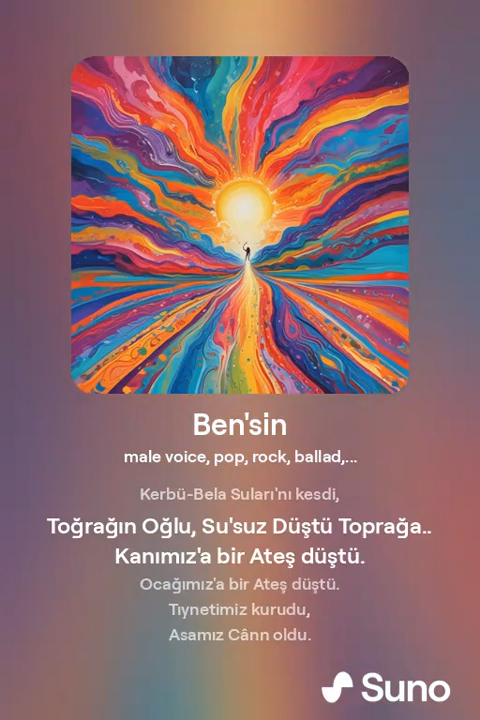 Ben'sin
male voice, pop, rock, ballad,...
Kerbü-Bela Suları'nı kesdi,
Toğrağın Oğlu, Su'suz Düştü Toprağa..
Kanımız'a bir Ateş düştü.
Ocağımız'a bir Ateş düştü.
Tıynetimiz kurudu,
Asamız Cânn oldu.
Suno